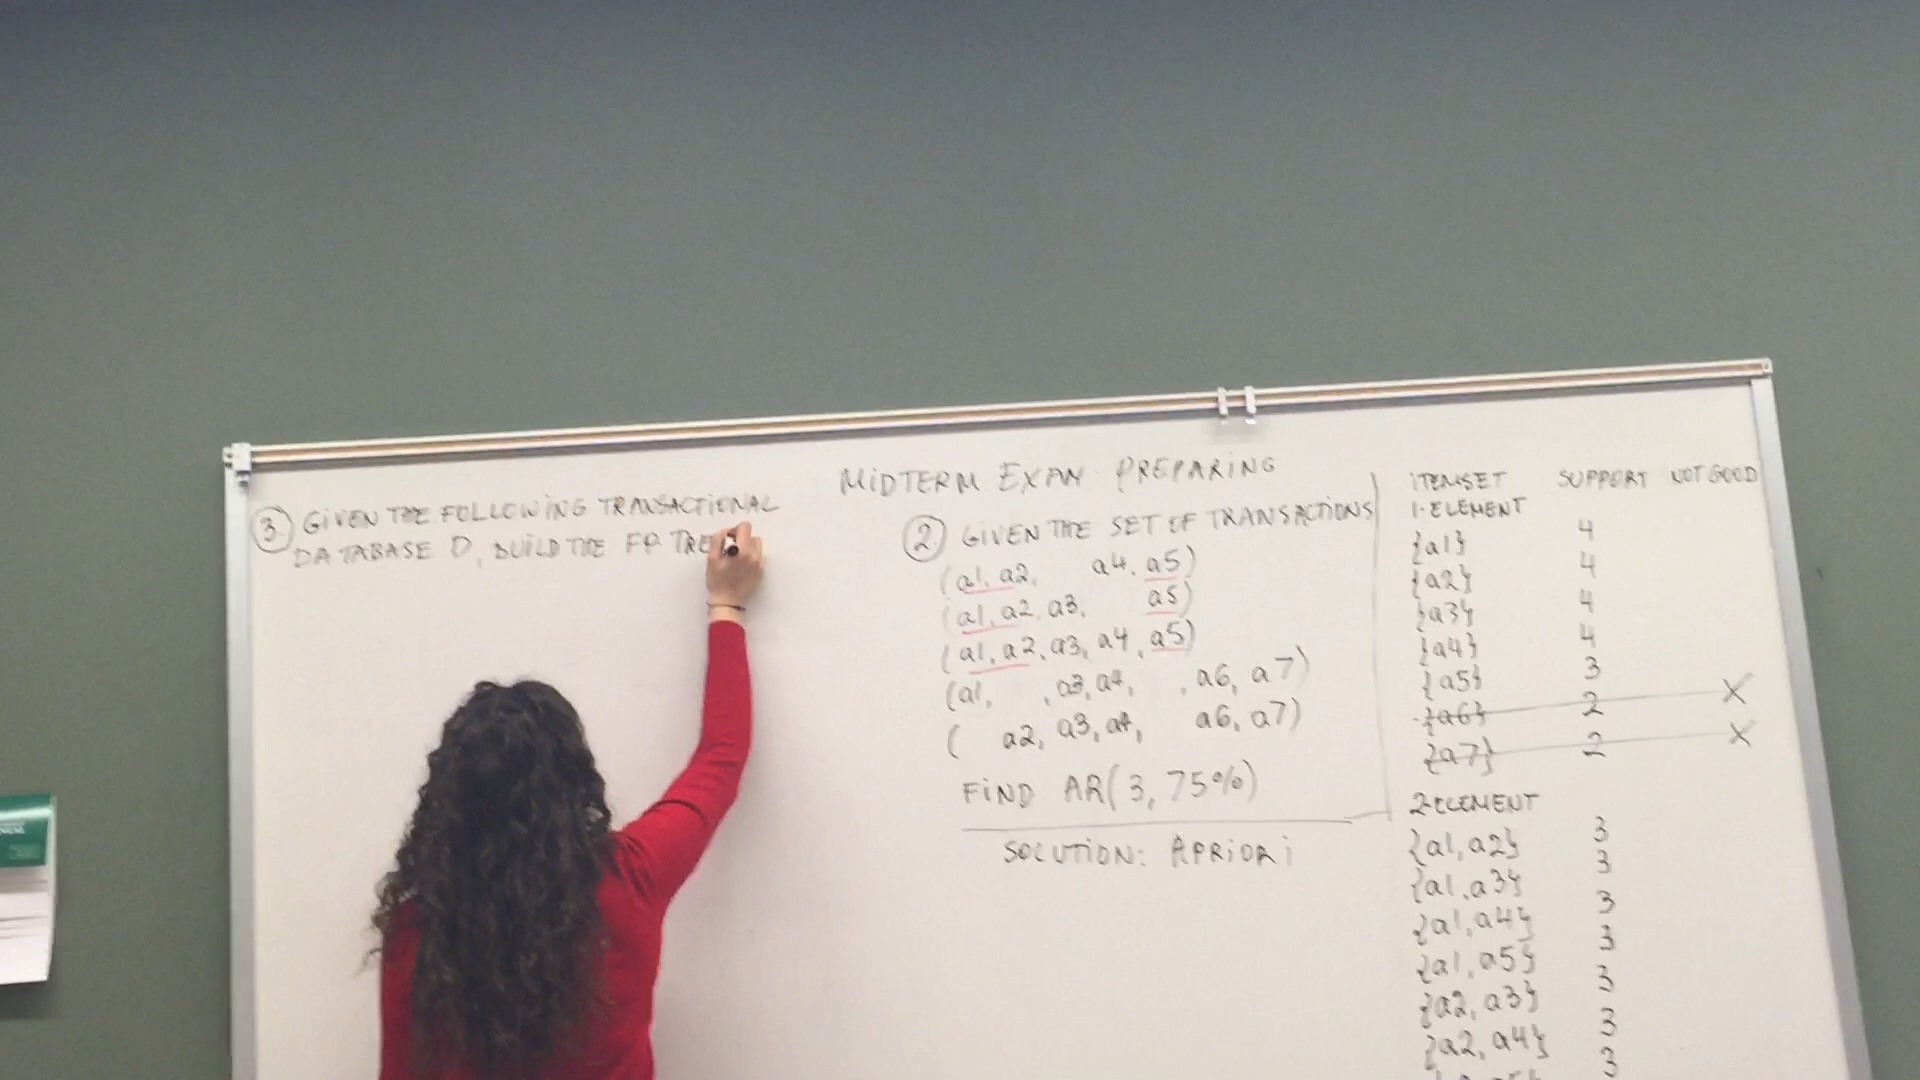 MIDTERM EXAM PREPARING
3. GIVEN THE FOLLOWING TRANSACTIONAL
DATABASE D, BUILD THE FP TRE
2 GIVEN THE SET OF TRANSACTIONS
(a1, a2, a4, a5)
(a1, a2, a3, a5)
(a1, a2, a3, a4, a5)
(a1, , a3, a4, , a6, a7)
( a2, a3, a4, a6, a7)
FIND AR(3, 75%)
SOLUTION: APRIORI
ITEMSET SUPPORT NOT GOOD
1-ELEMENT
{a1} 4
{a2} 4
{a3} 4
{a4} 4
{a5} 3
{a6} 2 X
{a7} 2 X
2-ELEMENT
{a1, a2} 3
{a1, a3} 3
{a1, a4} 3
{a1, a5} 3
{a2, a3} 3
{a2, a4} 3
3